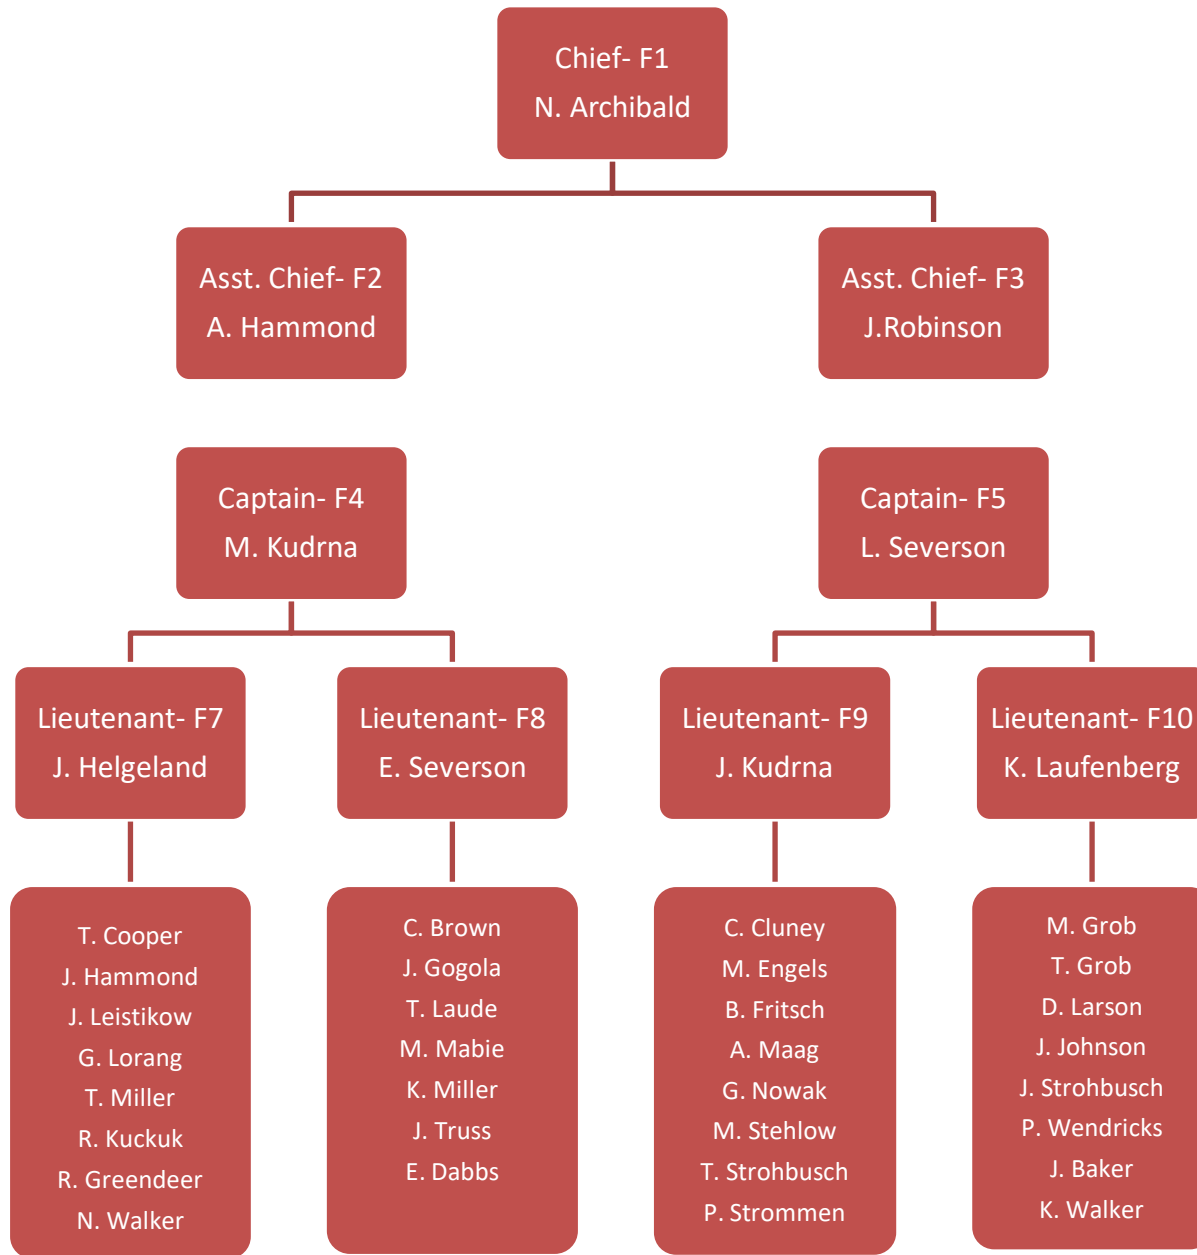 Chief- F1
N. Archibald
Asst. Chief- F2
A. Hammond
Asst. Chief- F3
J.Robinson
Captain- F4
M. Kudrna
Captain- F5
L. Severson
Lieutenant- F7
J. Helgeland
Lieutenant- F8
E. Severson
Lieutenant- F9
J. Kudrna
Lieutenant- F10
K. Laufenberg
T. Cooper
J. Hammond
J. Leistikow
G. Lorang
T. Miller
R. Kuckuk
R. Greendeer
N. Walker
C. Brown
J. Gogola
T. Laude
M. Mabie
K. Miller
J. Truss
E. Dabbs
C. Cluney
M. Engels
B. Fritsch
A. Maag
G. Nowak
M. Stehlow
T. Strohbusch
P. Strommen
M. Grob
T. Grob
D. Larson
J. Johnson
J. Strohbusch
P. Wendricks
J. Baker
K. Walker